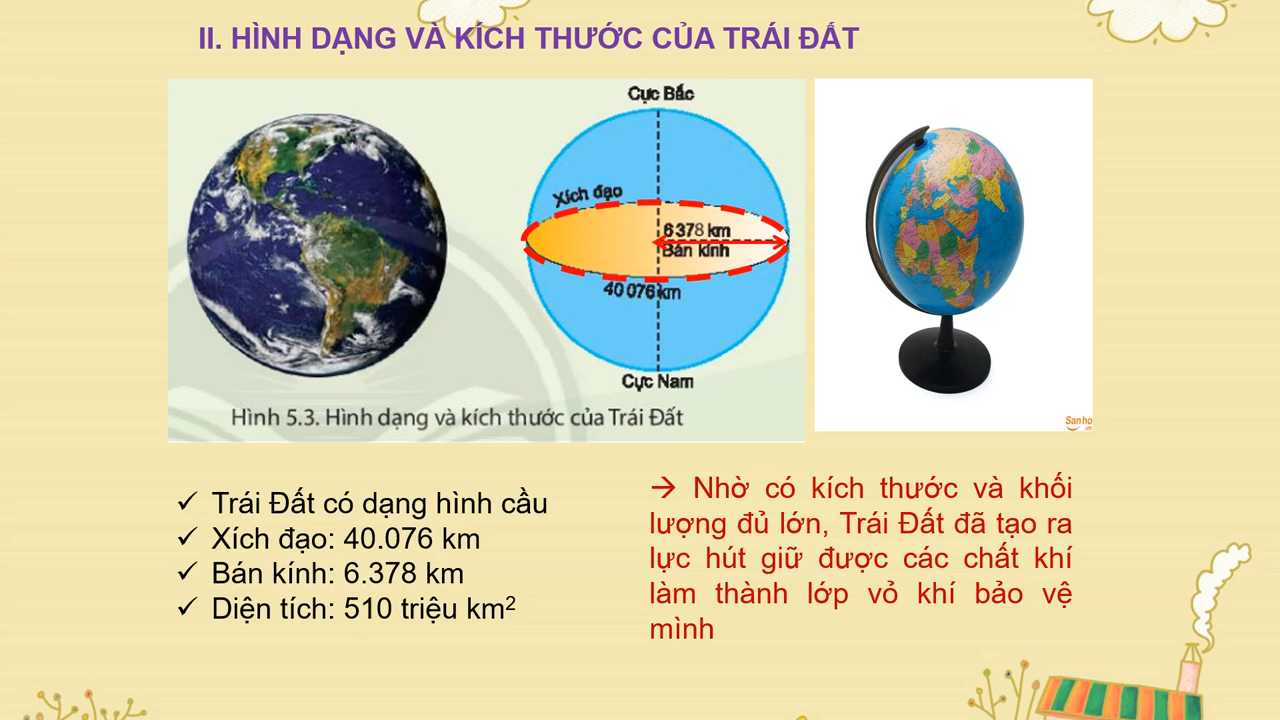 II. HÌNH DẠNG VÀ KÍCH THƯỚC CỦA TRÁI ĐẤT
Cực Bắc
Xích đạo
6 378 km
Bán kính
40 076 km
Cực Nam
Hình 5.3. Hình dạng và kích thước của Trái Đất
Sanho
.vn
✓ Trái Đất có dạng hình cầu
✓ Xích đạo: 40.076 km
✓ Bán kính: 6.378 km
✓ Diện tích: 510 triệu km²
→ Nhờ có kích thước và khối
lượng đủ lớn, Trái Đất đã tạo ra
lực hút giữ được các chất khí
làm thành lớp vỏ khí bảo vệ
mình